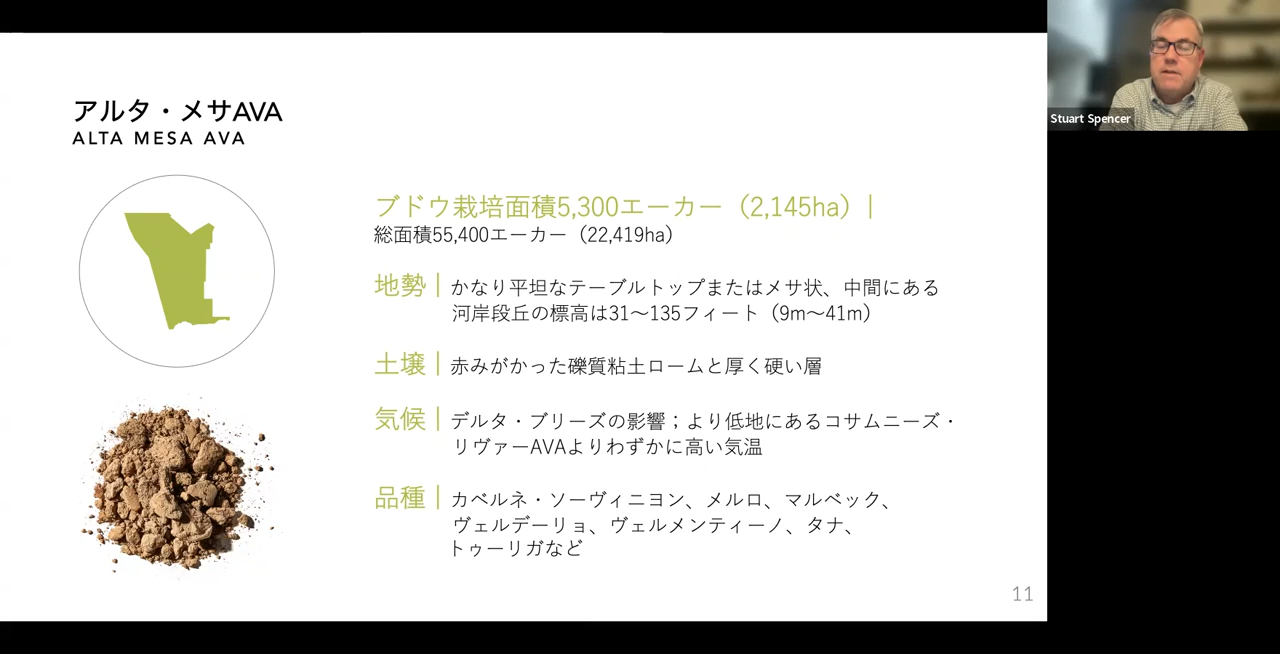 アルタ・メサAVA
ALTA MESA AVA
ブドウ栽培面積5,300エーカー（2,145ha）|
総面積55,400エーカー（22,419ha）
地勢｜かなり平坦なテーブルトップまたはメサ状、中間にある
河岸段丘の標高は31〜135フィート（9m〜41m）
土壌｜赤みがかった礫質粘土ロームと厚く硬い層
気候｜デルタ・ブリーズの影響；より低地にあるコサムニーズ・
リヴァーAVAよりわずかに高い気温
品種｜カベルネ・ソーヴィニヨン、メルロ、マルベック、
ヴェルデーリョ、ヴェルメンティーノ、タナ、
トゥーリガなど
11
Stuart Spencer